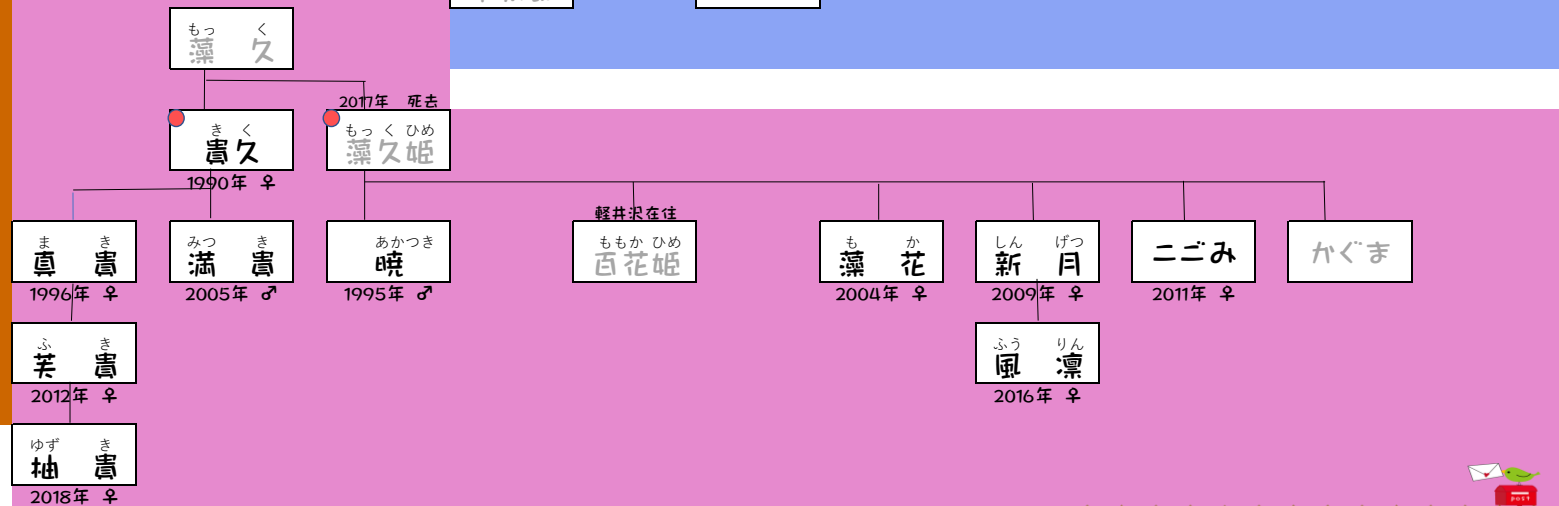 もっ く
藻 久
2017年 死去
き く
貴久
1990年 ♀
もっ く ひめ
藻久姫
ま き
真 貴
1996年 ♀
みつ き
満 貴
2005年 ♂
あかつき
暁
1995年 ♂
軽井沢在住
ももか ひめ
百花姫
も か
藻 花
2004年 ♀
しん げつ
新 月
2009年 ♀
ニごみ
2011年 ♀
かぐま
ふ き
芙 貴
2012年 ♀
ふう りん
風 凛
2016年 ♀
ゆず き
柚 貴
2018年 ♀
POST